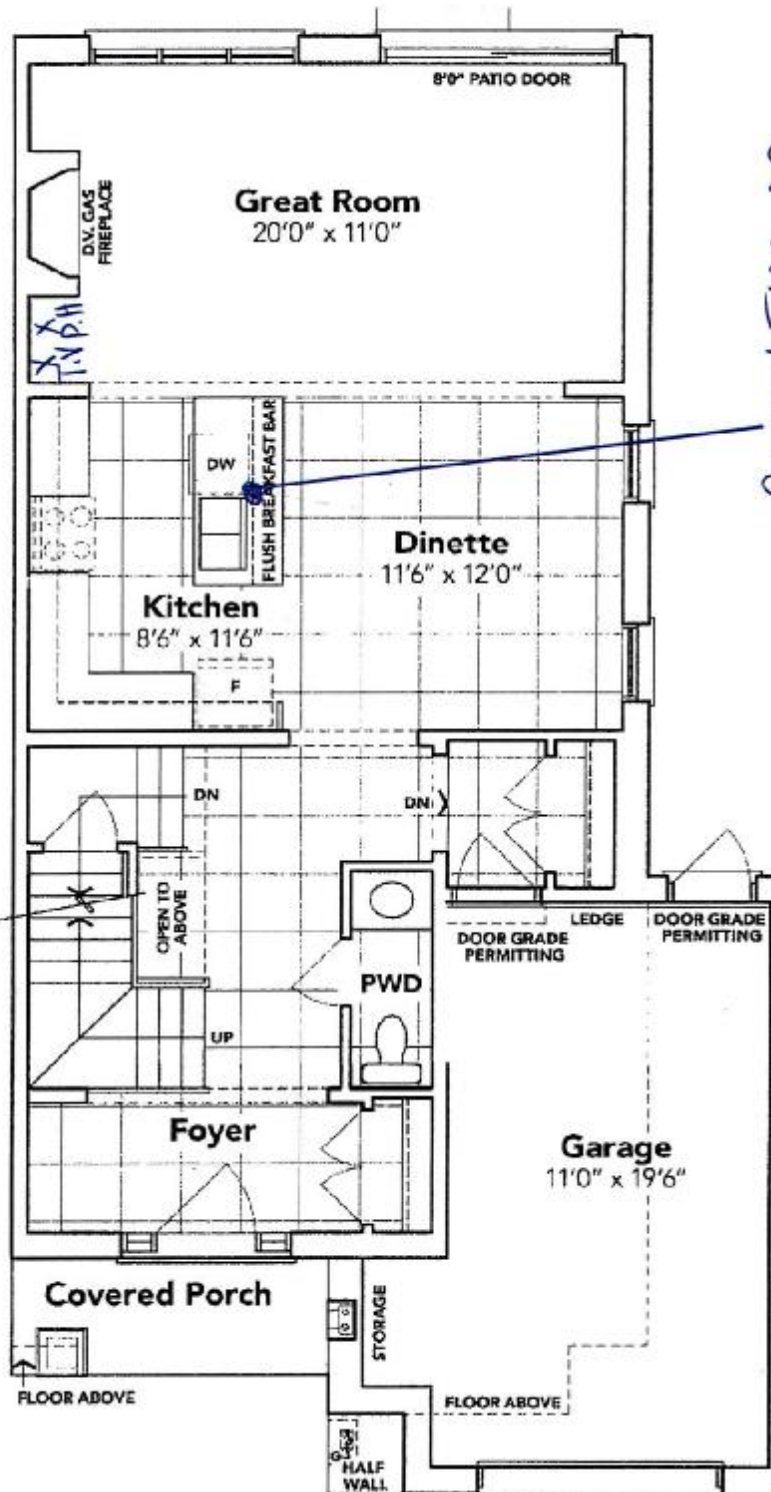 8'0" PATIO DOOR
D.V. GAS
FIREPLACE
Great Room
20'0" x 11'0"
T.V P.H
DW
FLUSH BREAKFAST BAR
Dinette
11'6" x 12'0"
Kitchen
8'6" x 11'6"
F
DN
DN
OPEN TO
ABOVE
LEDGE
DOOR GRADE
PERMITTING
DOOR GRADE
PERMITTING
PWD
UP
Foyer
Garage
11'0" x 19'6"
Covered Porch
STORAGE
FLOOR ABOVE
FLOOR ABOVE
G
HALF
WALL